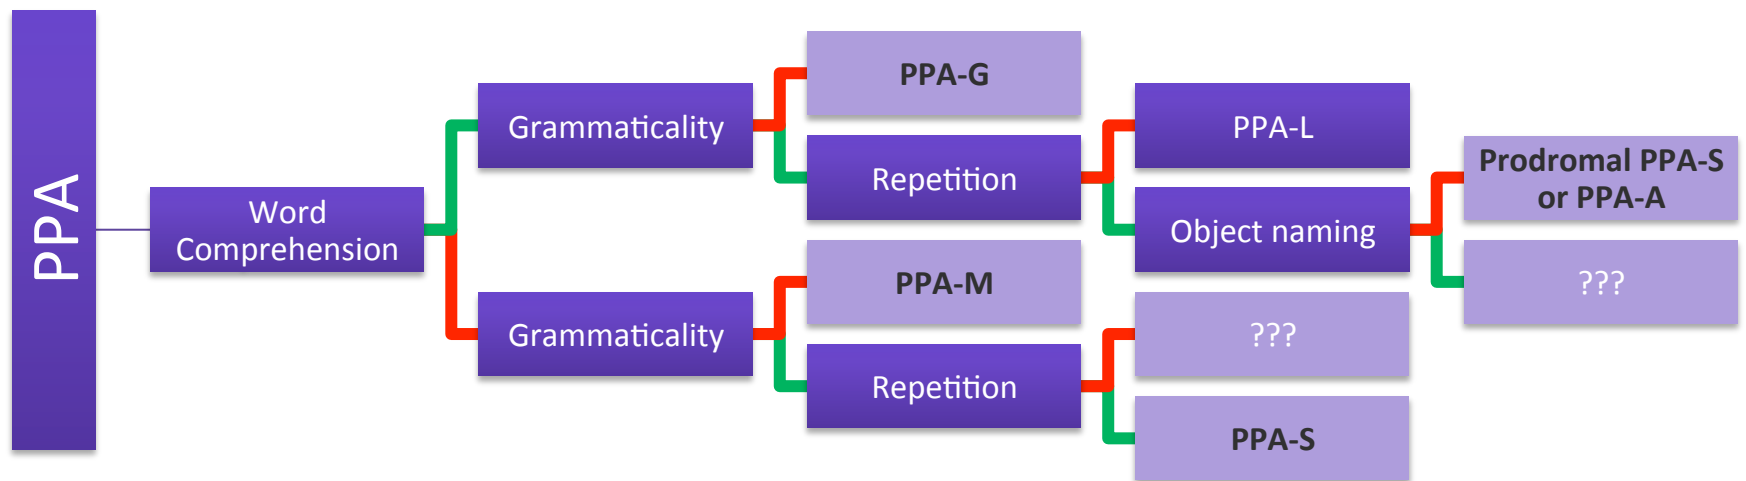 PPA
Word
Comprehension
Grammaticality
PPA-G
Repetition
PPA-L
Object naming
Prodromal PPA-S
or PPA-A
???
Grammaticality
PPA-M
Repetition
???
PPA-S